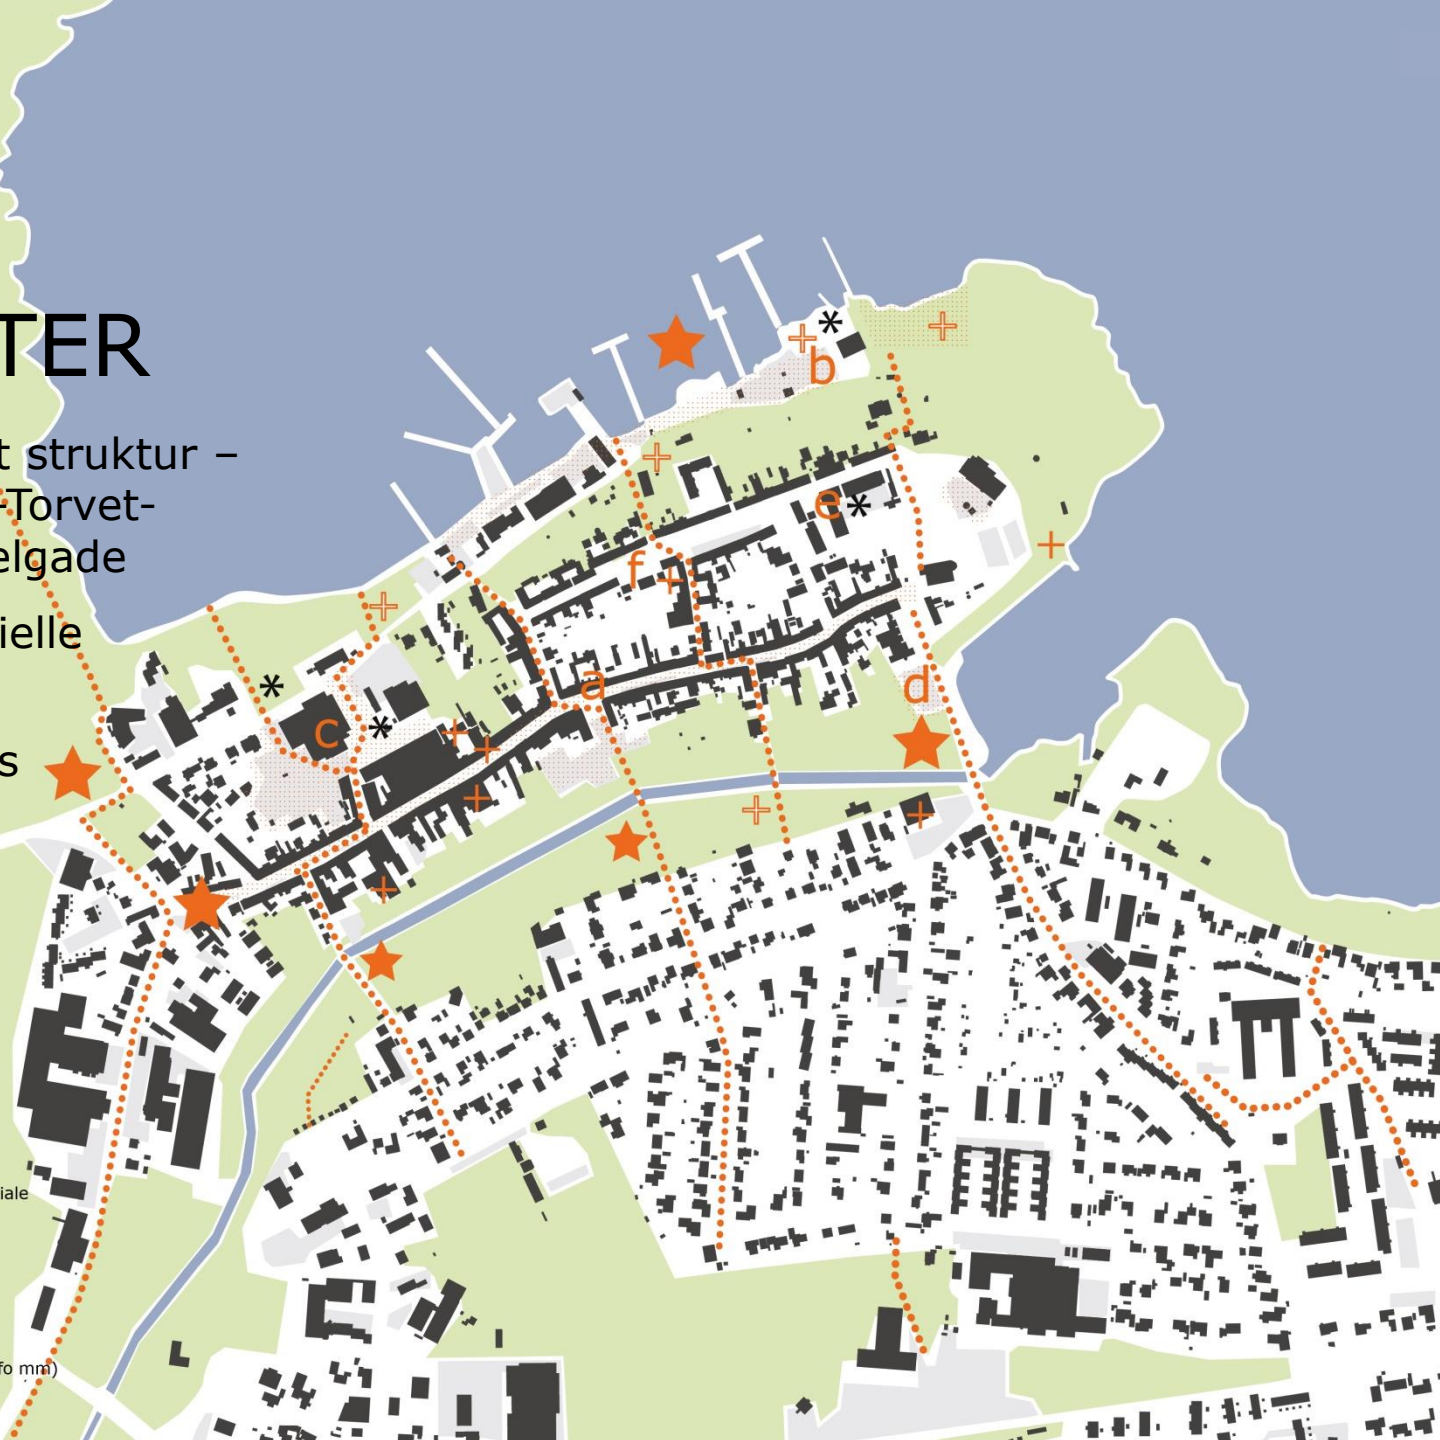 TER
t struktur –
-Torvet-
elgade
ielle
s
iale
fo mm)
b
e
f
a
d
c